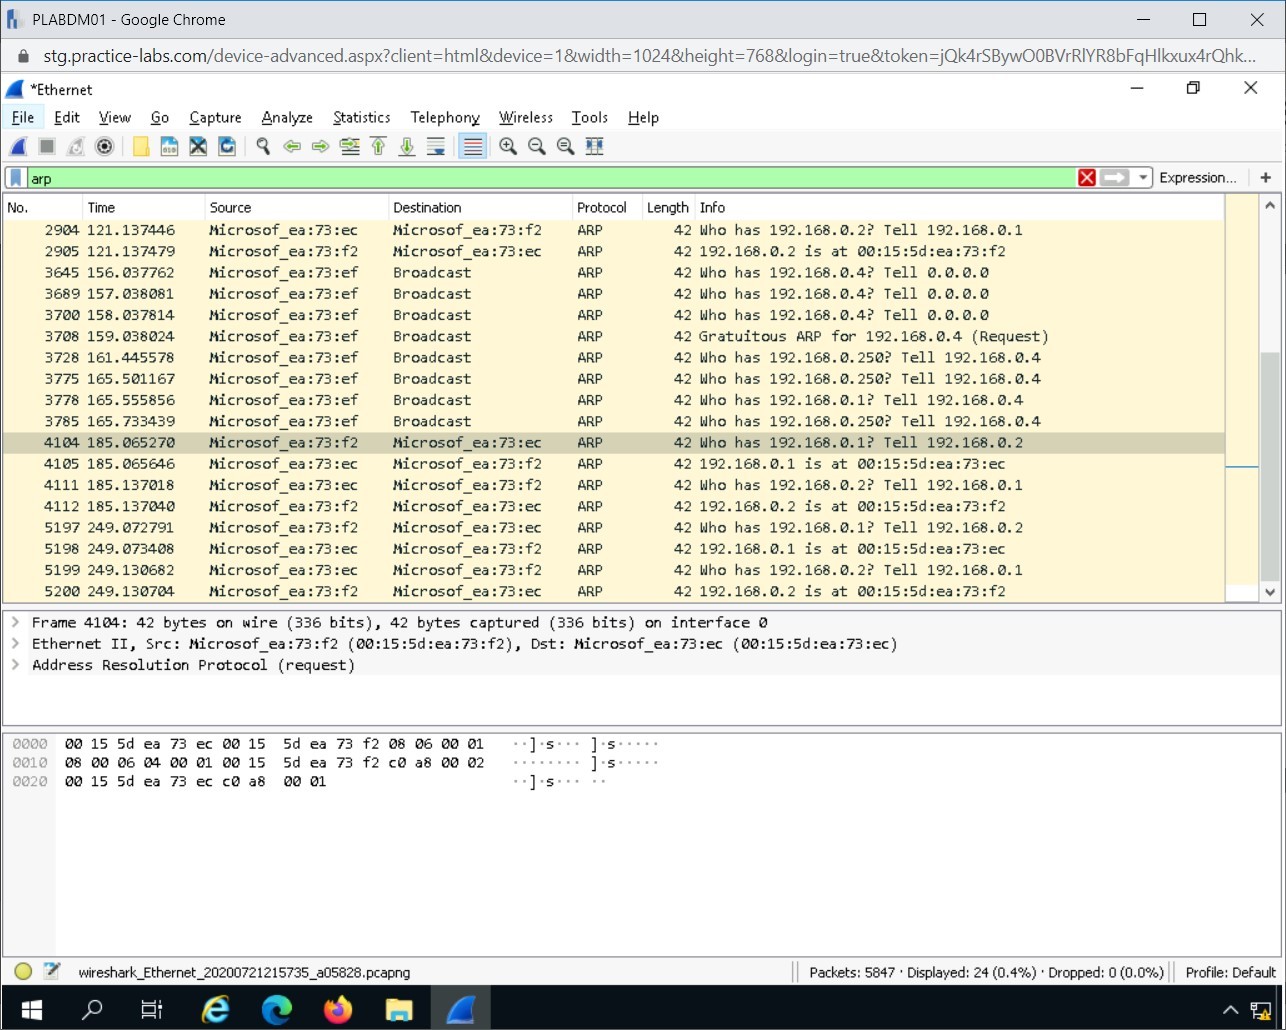 PLABDM01 - Google Chrome
stg.practice-labs.com/device-advanced.aspx?client=html&device=1&width=1024&height=768&login=true&token=jQk4rSBywO0BVrRlYR8bFqHlkxux4rQhk...
*Ethernet
File Edit View Go Capture Analyze Statistics Telephony Wireless Tools Help
arp Expression... +
No. Time Source Destination Protocol Length Info
2904 121.137446 Microsof_ea:73:ec Microsof_ea:73:f2 ARP 42 Who has 192.168.0.2? Tell 192.168.0.1
2905 121.137479 Microsof_ea:73:f2 Microsof_ea:73:ec ARP 42 192.168.0.2 is at 00:15:5d:ea:73:f2
3645 156.037762 Microsof_ea:73:ef Broadcast ARP 42 Who has 192.168.0.4? Tell 0.0.0.0
3689 157.038081 Microsof_ea:73:ef Broadcast ARP 42 Who has 192.168.0.4? Tell 0.0.0.0
3700 158.037814 Microsof_ea:73:ef Broadcast ARP 42 Who has 192.168.0.4? Tell 0.0.0.0
3708 159.038024 Microsof_ea:73:ef Broadcast ARP 42 Gratuitous ARP for 192.168.0.4 (Request)
3728 161.445578 Microsof_ea:73:ef Broadcast ARP 42 Who has 192.168.0.250? Tell 192.168.0.4
3775 165.501167 Microsof_ea:73:ef Broadcast ARP 42 Who has 192.168.0.250? Tell 192.168.0.4
3778 165.555856 Microsof_ea:73:ef Broadcast ARP 42 Who has 192.168.0.1? Tell 192.168.0.4
3785 165.733439 Microsof_ea:73:ef Broadcast ARP 42 Who has 192.168.0.250? Tell 192.168.0.4
4104 185.065270 Microsof_ea:73:f2 Microsof_ea:73:ec ARP 42 Who has 192.168.0.1? Tell 192.168.0.2
4105 185.065646 Microsof_ea:73:ec Microsof_ea:73:f2 ARP 42 192.168.0.1 is at 00:15:5d:ea:73:ec
4111 185.137018 Microsof_ea:73:ec Microsof_ea:73:f2 ARP 42 Who has 192.168.0.2? Tell 192.168.0.1
4112 185.137040 Microsof_ea:73:f2 Microsof_ea:73:ec ARP 42 192.168.0.2 is at 00:15:5d:ea:73:f2
5197 249.072791 Microsof_ea:73:f2 Microsof_ea:73:ec ARP 42 Who has 192.168.0.1? Tell 192.168.0.2
5198 249.073408 Microsof_ea:73:ec Microsof_ea:73:f2 ARP 42 192.168.0.1 is at 00:15:5d:ea:73:ec
5199 249.130682 Microsof_ea:73:ec Microsof_ea:73:f2 ARP 42 Who has 192.168.0.2? Tell 192.168.0.1
5200 249.130704 Microsof_ea:73:f2 Microsof_ea:73:ec ARP 42 192.168.0.2 is at 00:15:5d:ea:73:f2
Frame 4104: 42 bytes on wire (336 bits), 42 bytes captured (336 bits) on interface 0
Ethernet II, Src: Microsof_ea:73:f2 (00:15:5d:ea:73:f2), Dst: Microsof_ea:73:ec (00:15:5d:ea:73:ec)
Address Resolution Protocol (request)
0000 00 15 5d ea 73 ec 00 15 5d ea 73 f2 08 06 00 01 ··]·s··· ]·s·····
0010 08 00 06 04 00 01 00 15 5d ea 73 f2 c0 a8 00 02 ········ ]·s·····
0020 00 15 5d ea 73 ec c0 a8 00 01 ··]·s··· ··
wireshark_Ethernet_20200721215735_a05828.pcapng Packets: 5847 · Displayed: 24 (0.4%) · Dropped: 0 (0.0%) Profile: Default